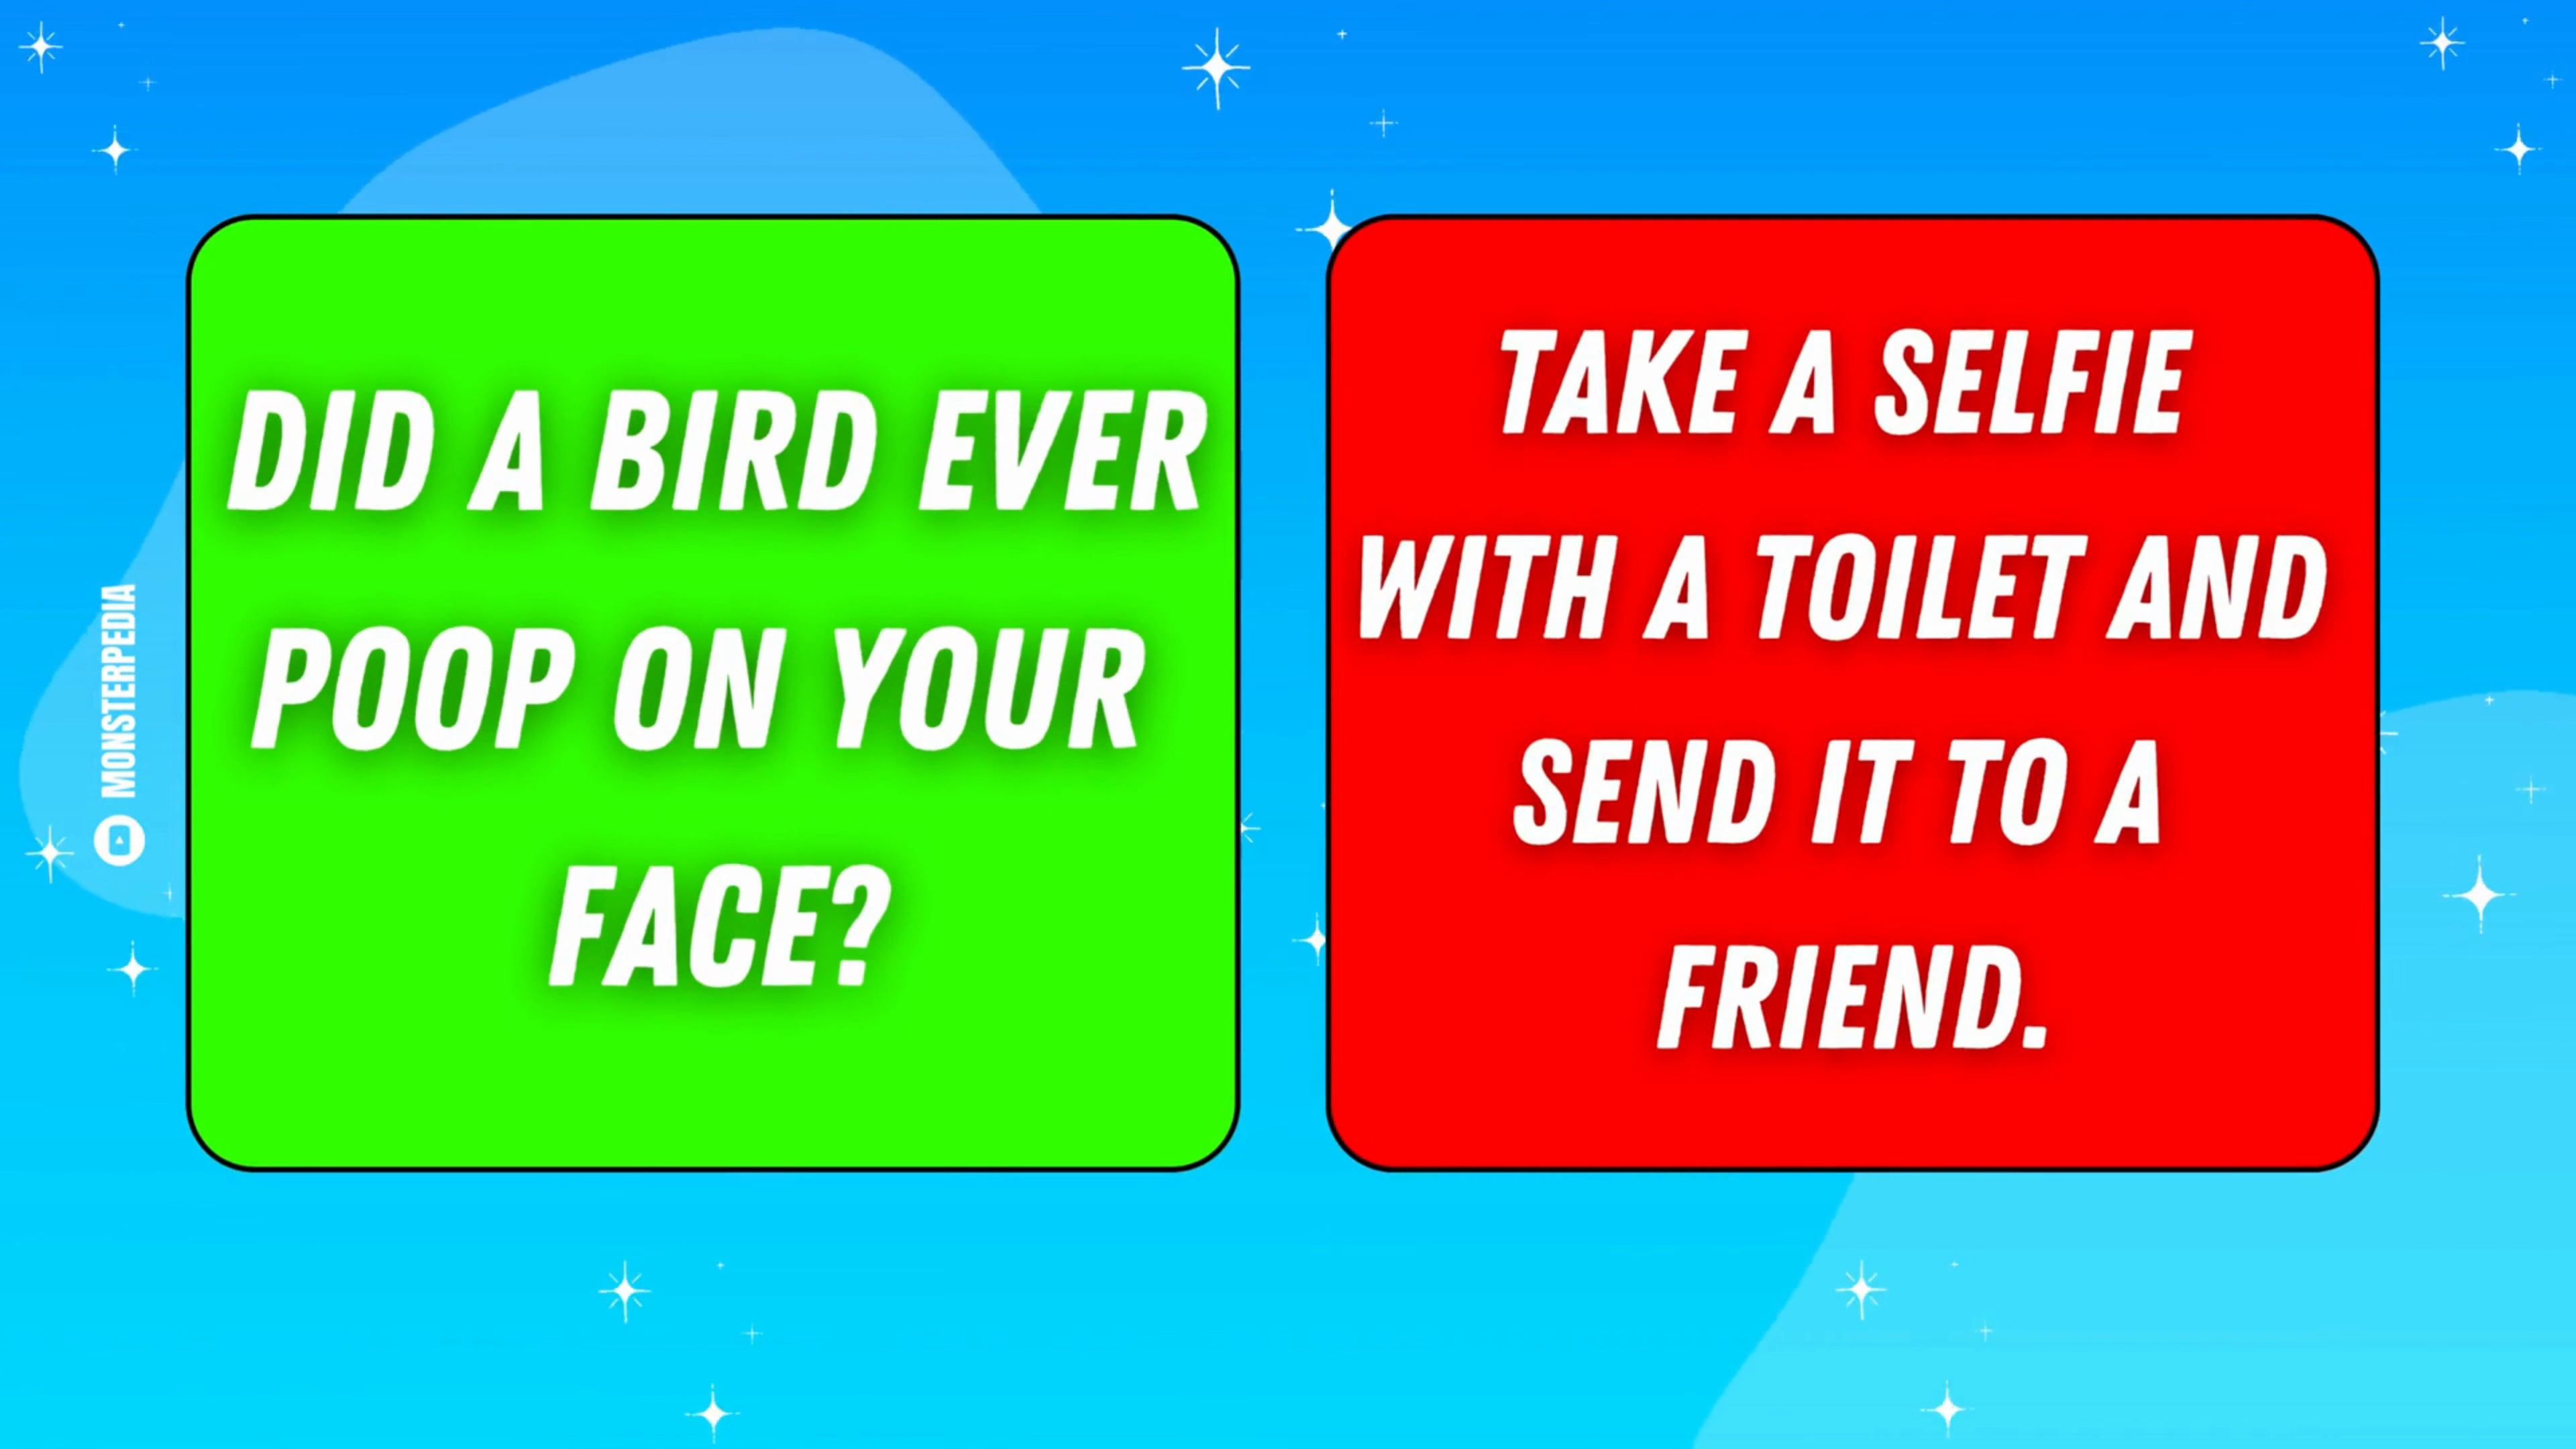 DID A BIRD EVER
POOP ON YOUR
FACE?
TAKE A SELFIE
WITH A TOILET AND
SEND IT TO A
FRIEND.
MONSTERPEDIA